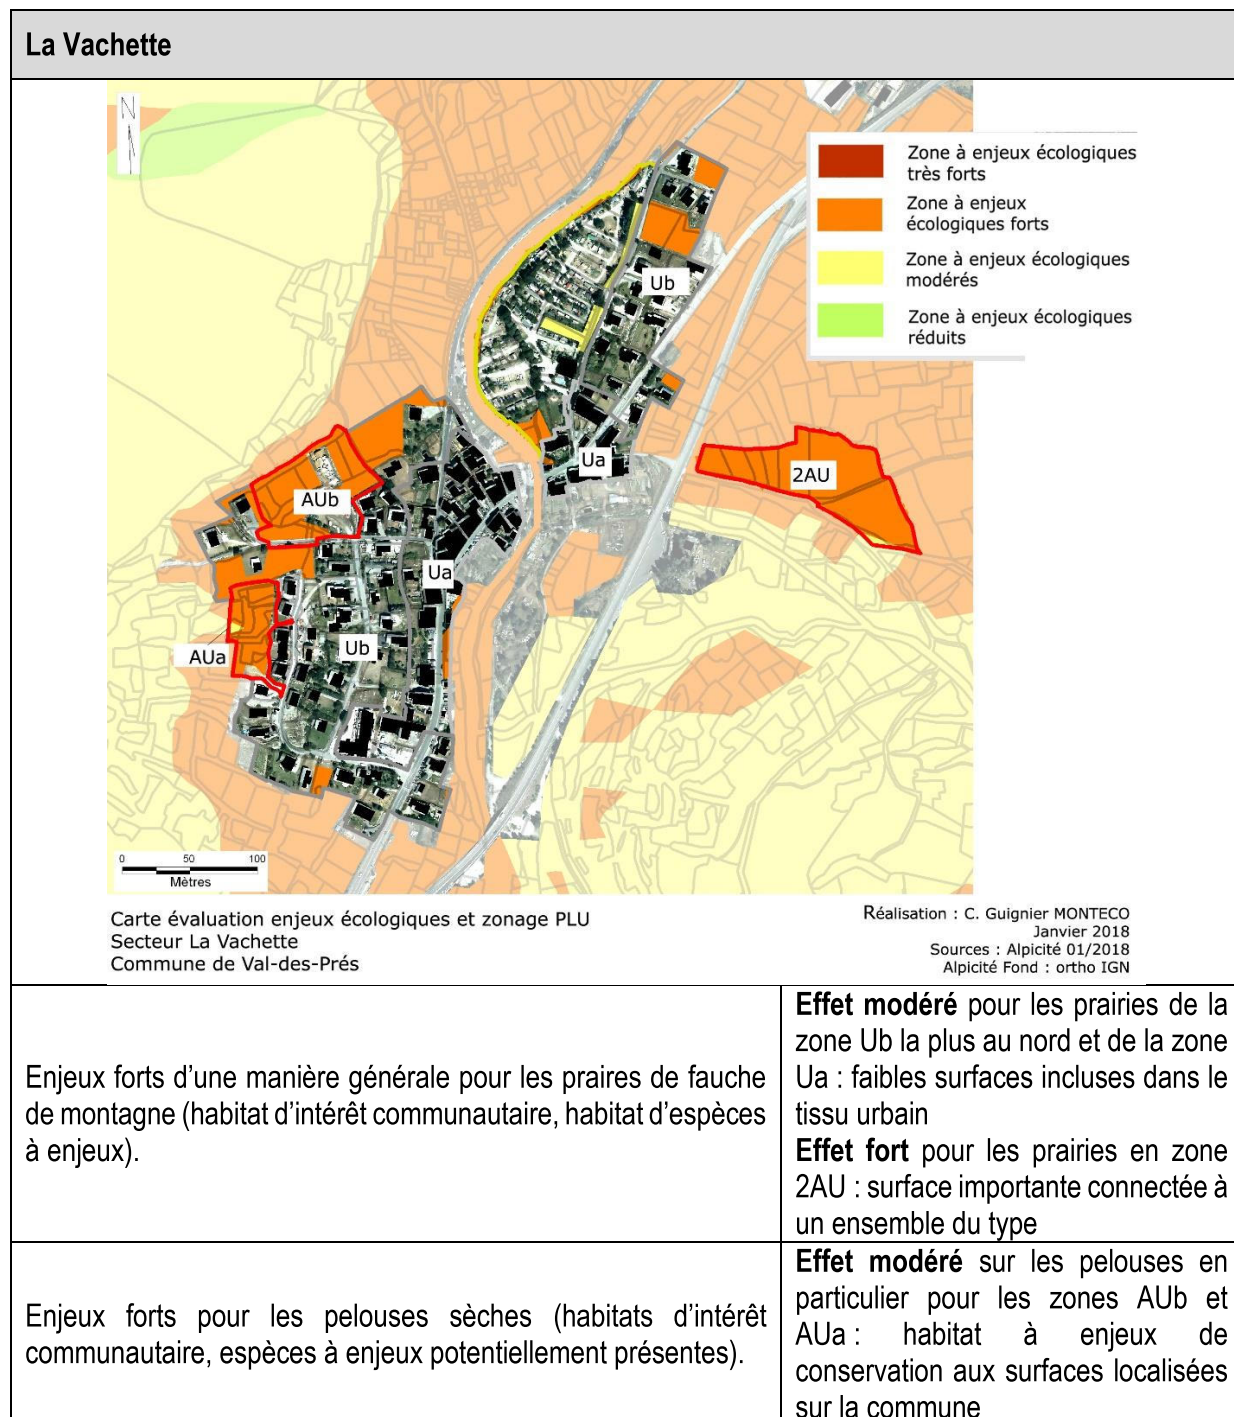 La Vachette
N
Zone à enjeux écologiques
très forts
Zone à enjeux
écologiques forts
Zone à enjeux écologiques
modérés
Zone à enjeux écologiques
réduits
Ub
Ua
2AU
AUb
Ua
Ub
AUa
0 50 100
Mètres
Carte évaluation enjeux écologiques et zonage PLU
Secteur La Vachette
Commune de Val-des-Prés
Réalisation : C. Guignier MONTECO
Janvier 2018
Sources : Alpicité 01/2018
Alpicité Fond : ortho IGN
Enjeux forts d’une manière générale pour les praires de fauche
de montagne (habitat d’intérêt communautaire, habitat d’espèces
à enjeux).
Effet modéré pour les prairies de la
zone Ub la plus au nord et de la zone
Ua : faibles surfaces incluses dans le
tissu urbain
Effet fort pour les prairies en zone
2AU : surface importante connectée à
un ensemble du type
Enjeux forts pour les pelouses sèches (habitats d’intérêt
communautaire, espèces à enjeux potentiellement présentes).
Effet modéré sur les pelouses en
particulier pour les zones AUb et
AUa : habitat à enjeux de
conservation aux surfaces localisées
sur la commune